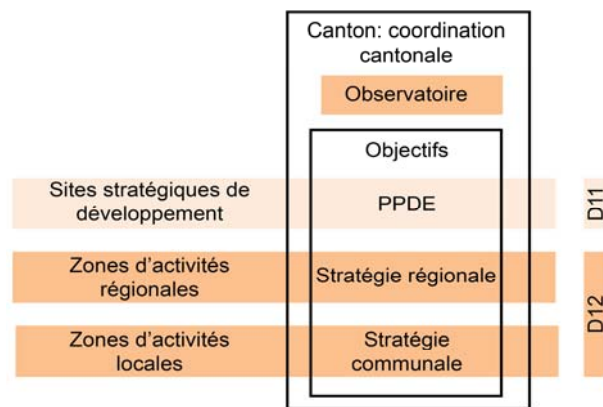 Canton: coordination
cantonale
Observatoire
Objectifs
Sites stratégiques de
développement
PPDE
D11
Zones d’activités
régionales
Stratégie régionale
D12
Zones d’activités
locales
Stratégie
communale